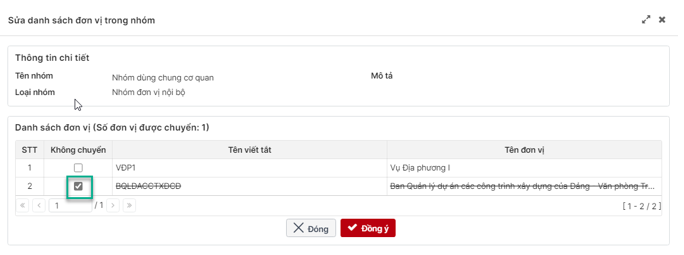 Sửa danh sách đơn vị trong nhóm
Thông tin chi tiết
Tên nhóm Nhóm dùng chung cơ quan Mô tả
Loại nhóm Nhóm đơn vị nội bộ
Danh sách đơn vị (Số đơn vị được chuyển: 1)
STT Không chuyển Tên viết tắt Tên đơn vị
1 VĐP1 Vụ Địa phương I
2 BQLDACCTXDCD Ban Quản lý dự án các công trình xây dựng của Đảng - Văn phòng Tr...
1 / 1 [ 1 - 2 / 2 ]
Đóng Đồng ý